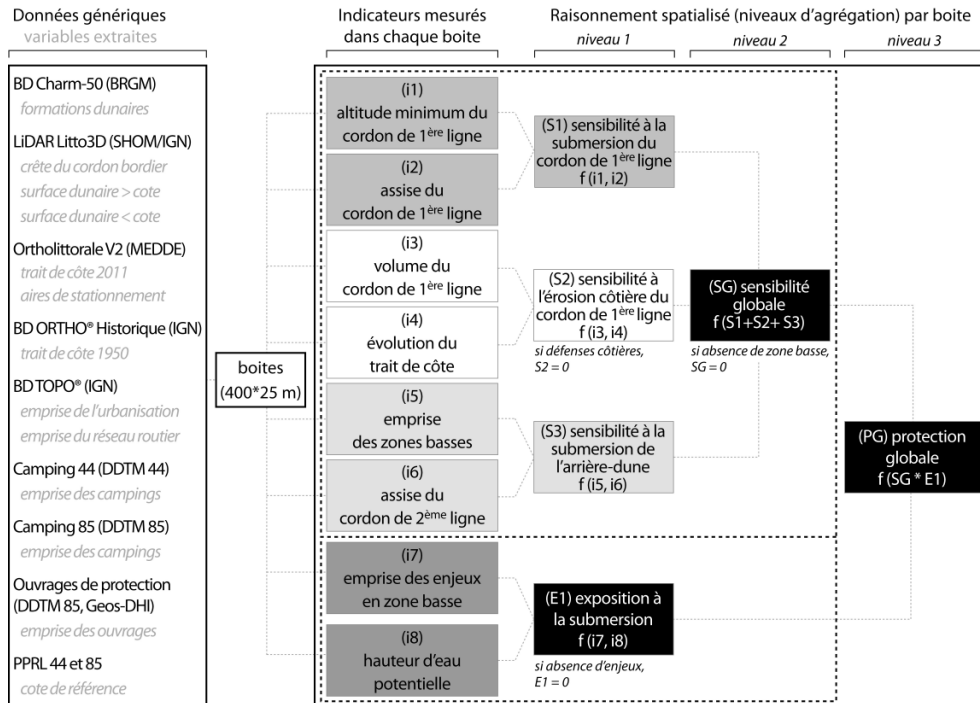 Données génériques
variables extraites
Indicateurs mesurés
dans chaque boite
Raisonnement spatialisé (niveaux d'agrégation) par boite
niveau 1
niveau 2
niveau 3
BD Charm-50 (BRGM)
formations dunaires
LiDAR Litto3D (SHOM/IGN)
crête du cordon bordier
surface dunaire > cote
surface dunaire < cote
Ortholittorale V2 (MEDDE)
trait de côte 2011
aires de stationnement
BD ORTHO® Historique (IGN)
trait de côte 1950
BD TOPO® (IGN)
emprise de l'urbanisation
emprise du réseau routier
Camping 44 (DDTM 44)
emprise des campings
Camping 85 (DDTM 85)
emprise des campings
Ouvrages de protection
(DDTM 85, Geos-DHI)
emprise des ouvrages
PPRL 44 et 85
cote de référence
boites
(400*25 m)
(i1)
altitude minimum du
cordon de 1ère ligne
(i2)
assise du
cordon de 1ère ligne
(i3)
volume du
cordon de 1ère ligne
(i4)
évolution du
trait de côte
(i5)
emprise
des zones basses
(i6)
assise du
cordon de 2ème ligne
(i7)
emprise des enjeux
en zone basse
(i8)
hauteur d'eau
potentielle
(S1) sensibilité à la
submersion du
cordon de 1ère ligne
f (i1, i2)
(S2) sensibilité à
l'érosion côtière du
cordon de 1ère ligne
f (i3, i4)
si défenses côtières,
S2 = 0
(S3) sensibilité à la
submersion de
l'arrière-dune
f (i5, i6)
(E1) exposition à
la submersion
f (i7, i8)
si absence d'enjeux,
E1 = 0
(SG) sensibilité
globale
f (S1+S2+ S3)
si absence de zone basse,
SG = 0
(PG) protection
globale
f (SG * E1)